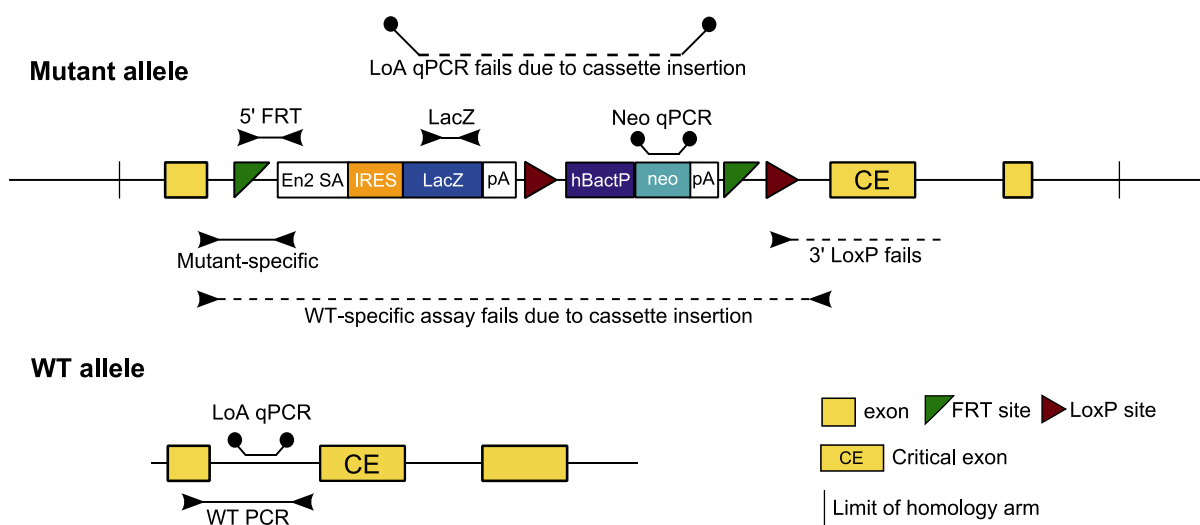 LoA qPCR fails due to cassette insertion
Mutant allele
5' FRT
LacZ
Neo qPCR
En2 SA
IRES
LacZ
pA
hBactP
neo
pA
CE
Mutant-specific
3' LoxP fails
WT-specific assay fails due to cassette insertion
WT allele
LoA qPCR
CE
WT PCR
exon
FRT site
LoxP site
CE
Critical exon
Limit of homology arm